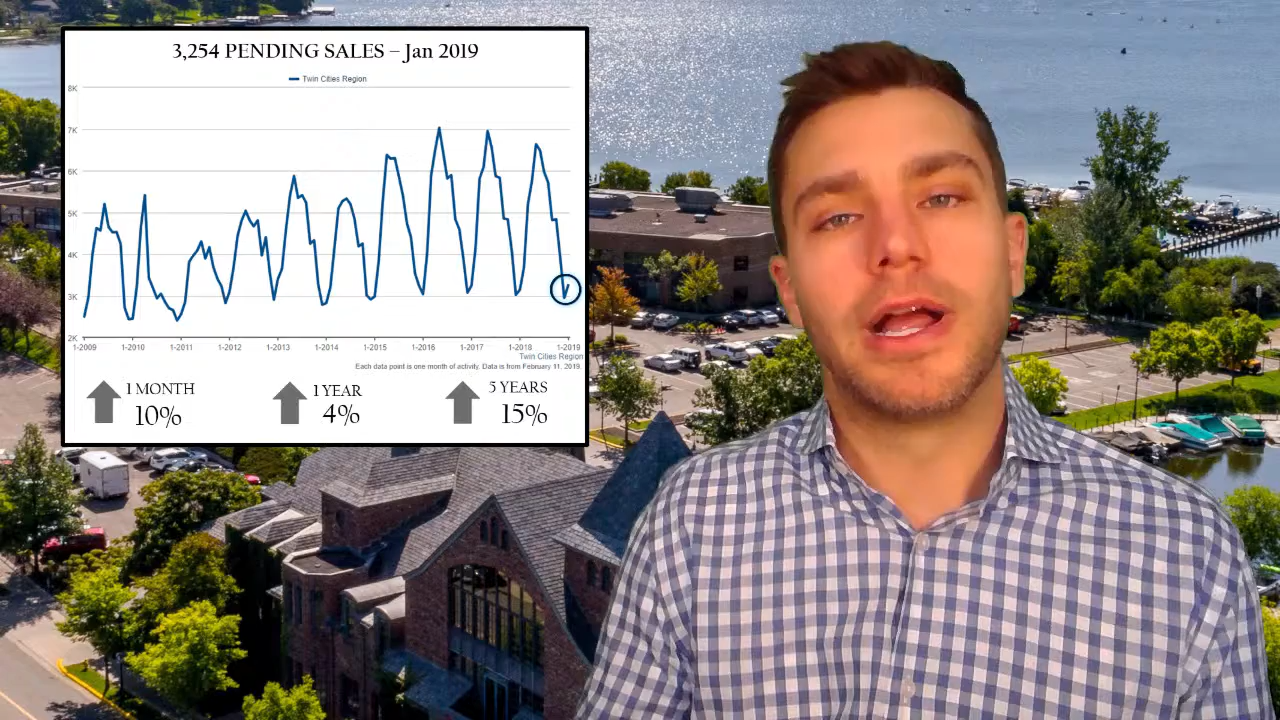 3,254 PENDING SALES – Jan 2019
Twin Cities Region
8K
7K
6K
5K
4K
3K
2K
1-2009 1-2010 1-2011 1-2012 1-2013 1-2014 1-2015 1-2016 1-2017 1-2018 1-2019
Twin Cities Region
Each data point is one month of activity. Data is from February 11, 2019.
1 MONTH 1 YEAR 5 YEARS
10% 4% 15%